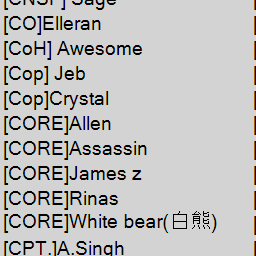 [CNSF] Sage
[CO]Elleran
[CoH] Awesome
[Cop] Jeb
[Cop]Crystal
[CORE]Allen
[CORE]Assassin
[CORE]James z
[CORE]Rinas
[CORE]White bear(白熊)
[CPT.]A.Singh